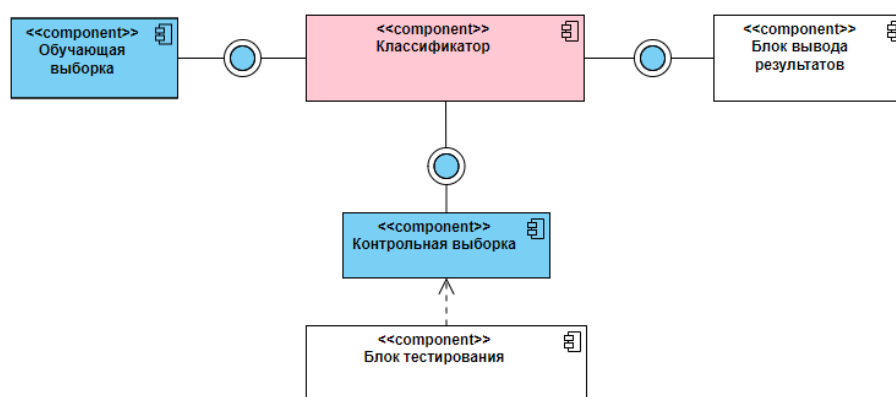 <<component>>
Обучающая
выборка
<<component>>
Классификатор
<<component>>
Блок вывода
результатов
<<component>>
Контрольная выборка
<<component>>
Блок тестирования